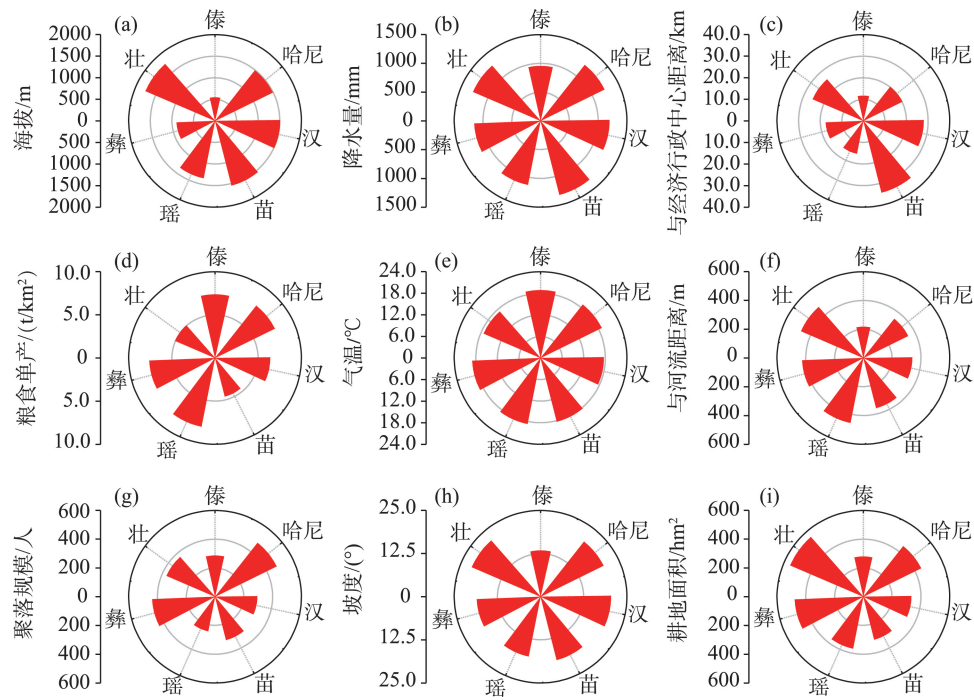 (a)
海拔/m
2000
1500
1000
500
0
500
1000
1500
2000
傣
哈尼
汉
苗
瑶
彝
壮
(b)
降水量/mm
1500
1000
500
0
500
1000
1500
傣
哈尼
汉
苗
瑶
彝
壮
(c)
与经济行政中心距离/km
40.0
30.0
20.0
10.0
0
10.0
20.0
30.0
40.0
傣
哈尼
汉
苗
瑶
彝
壮
(d)
粮食单产/(t/km²)
10.0
5.0
0
5.0
10.0
傣
哈尼
汉
苗
瑶
彝
壮
(e)
气温/℃
24.0
18.0
12.0
6.0
0
6.0
12.0
18.0
24.0
傣
哈尼
汉
苗
瑶
彝
壮
(f)
与河流距离/m
600
400
200
0
200
400
600
傣
哈尼
汉
苗
瑶
彝
壮
(g)
聚落规模/人
600
400
200
0
200
400
600
傣
哈尼
汉
苗
瑶
彝
壮
(h)
坡度/(°)
25.0
12.5
0
12.5
25.0
傣
哈尼
汉
苗
瑶
彝
壮
(i)
耕地面积/hm²
600
400
200
0
200
400
600
傣
哈尼
汉
苗
瑶
彝
壮